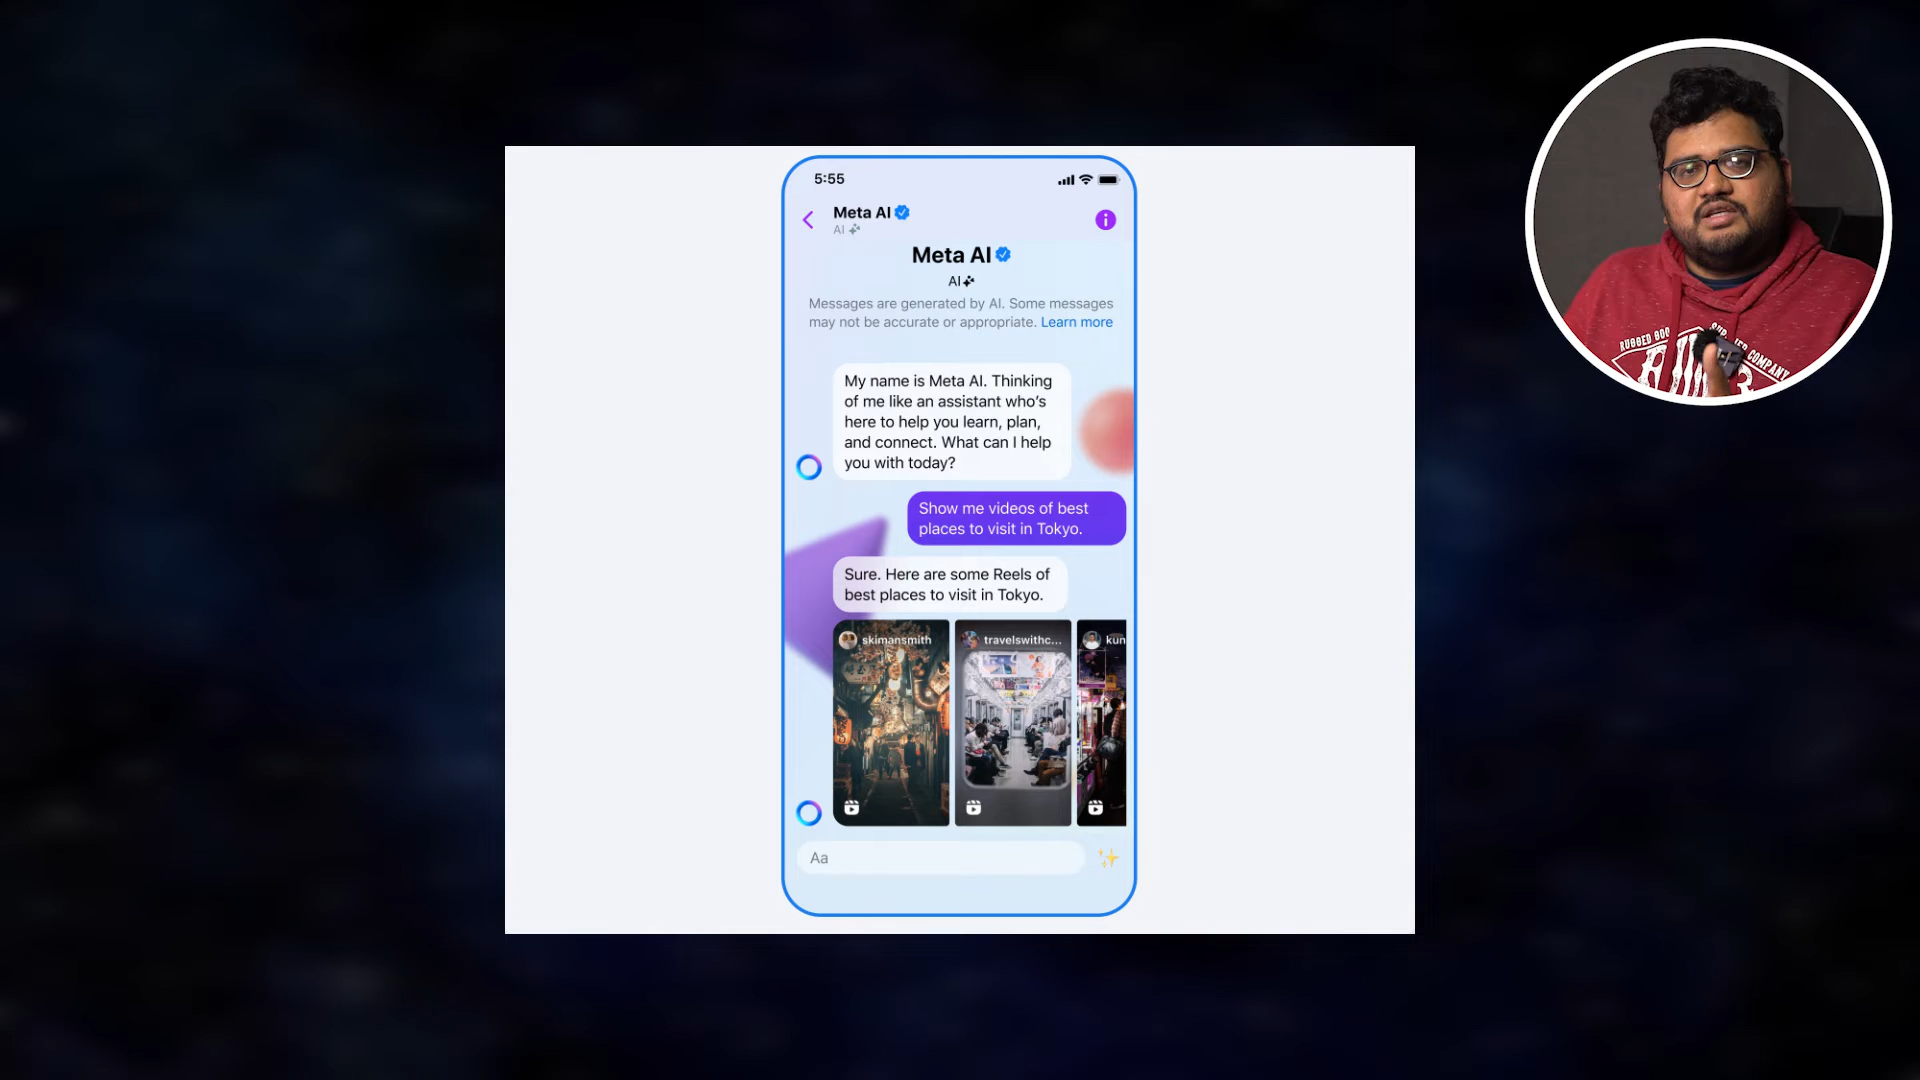 5:55
Meta AI
AI
Meta AI
AI
Messages are generated by AI. Some messages
may not be accurate or appropriate. Learn more
My name is Meta AI. Thinking
of me like an assistant who's
here to help you learn, plan,
and connect. What can I help
you with today?
Show me videos of best
places to visit in Tokyo.
Sure. Here are some Reels of
best places to visit in Tokyo.
skimansmith
travelswithc...
kun
Aa
RUGGED
COMPANY